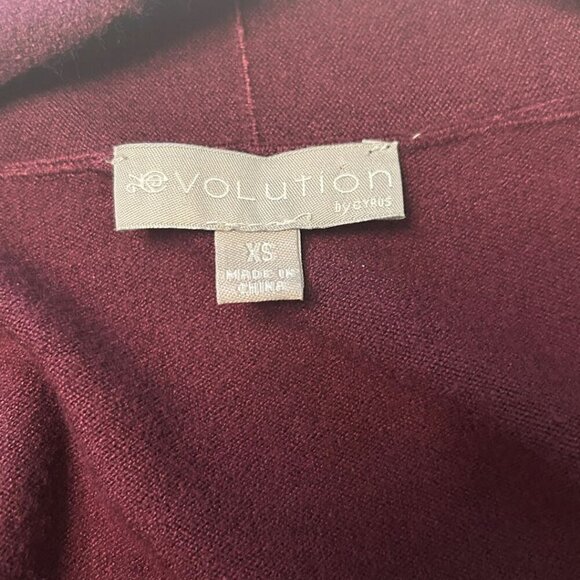 evolution
by CYRUS
XS
MADE IN
CHINA